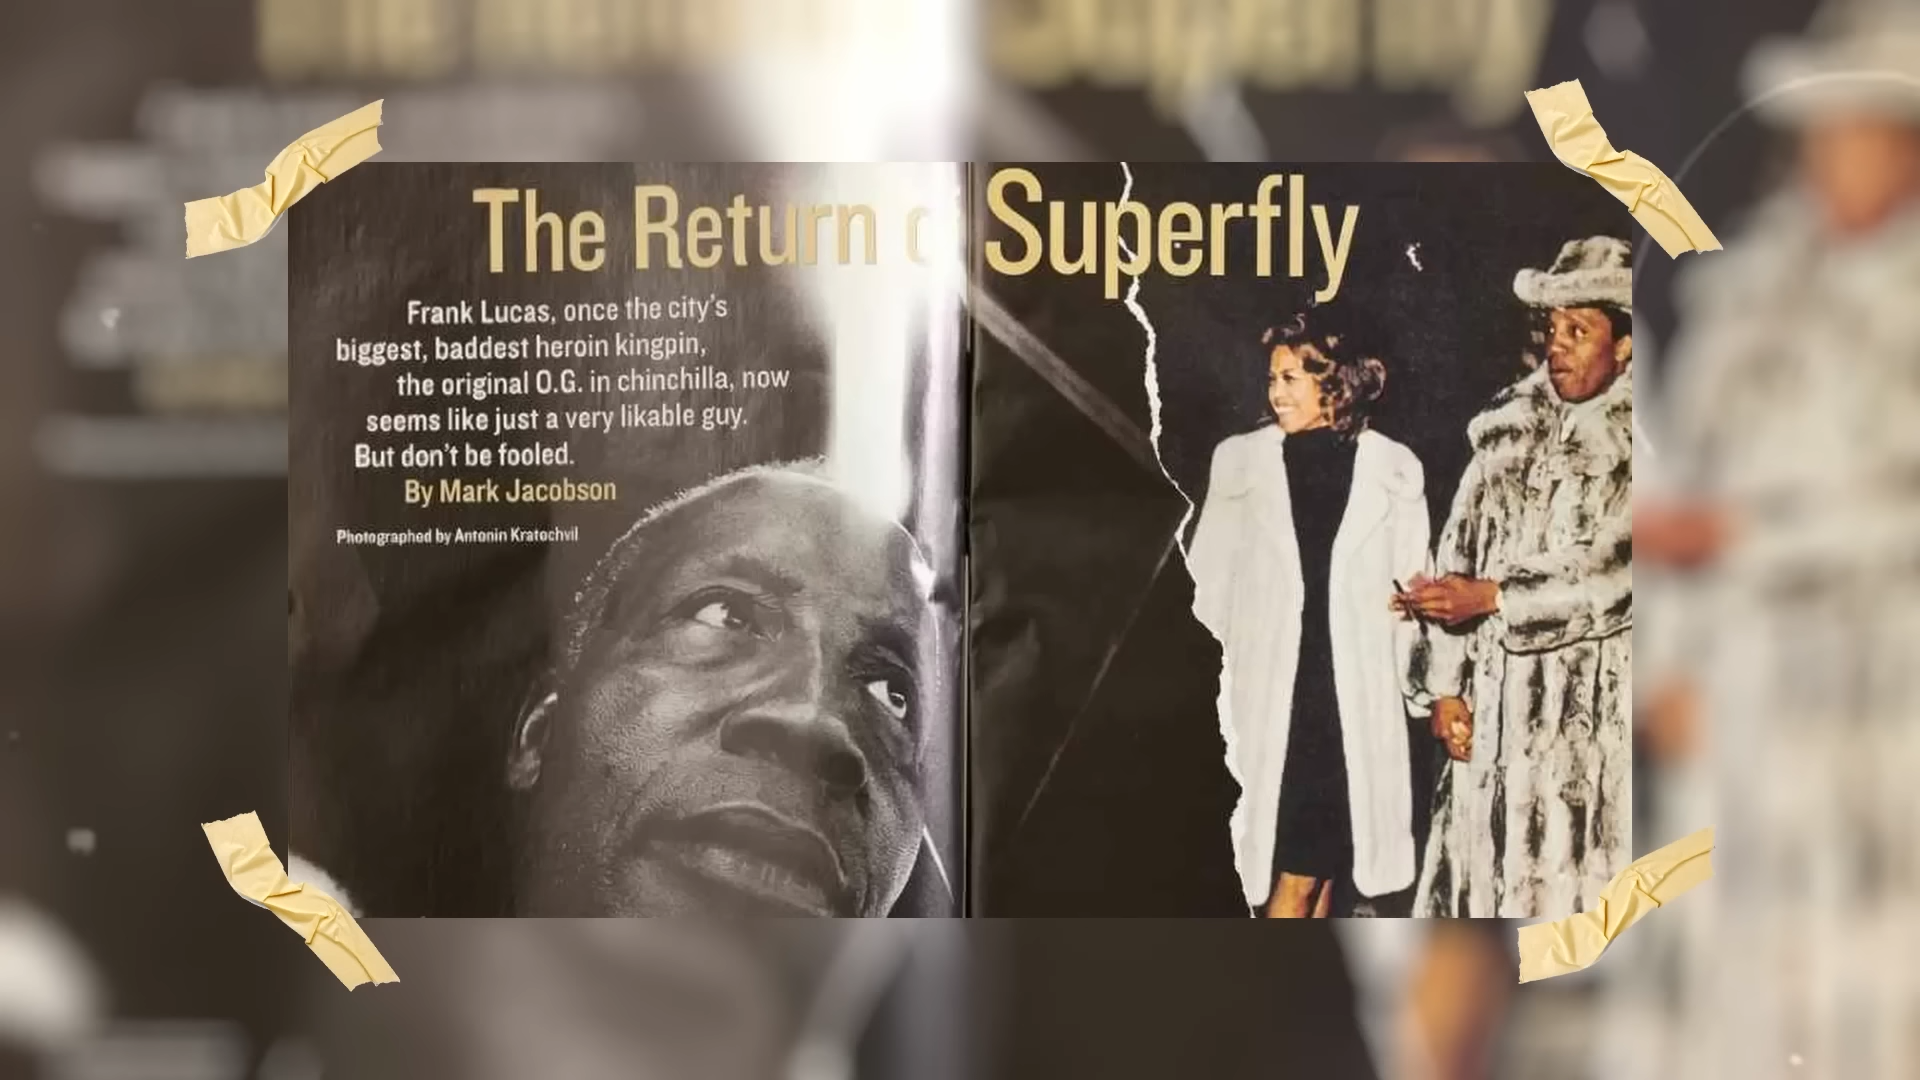 The Return Superfly
Frank Lucas, once the city's
biggest, baddest heroin kingpin,
the original O.G. in chinchilla, now
seems like just a very likable guy.
But don't be fooled.
By Mark Jacobson
Photographed by Antonin Kratochvil